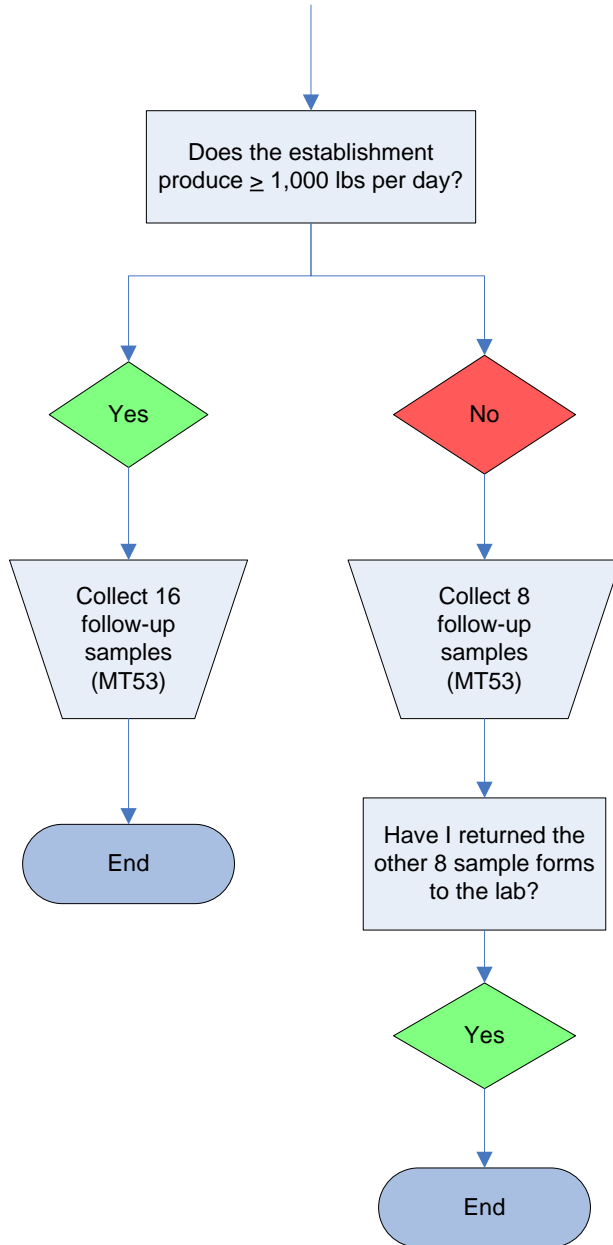 Does the establishment
produce ≥ 1,000 lbs per day?
Yes
No
Collect 16
follow-up
samples
(MT53)
Collect 8
follow-up
samples
(MT53)
End
Have I returned the
other 8 sample forms
to the lab?
Yes
End